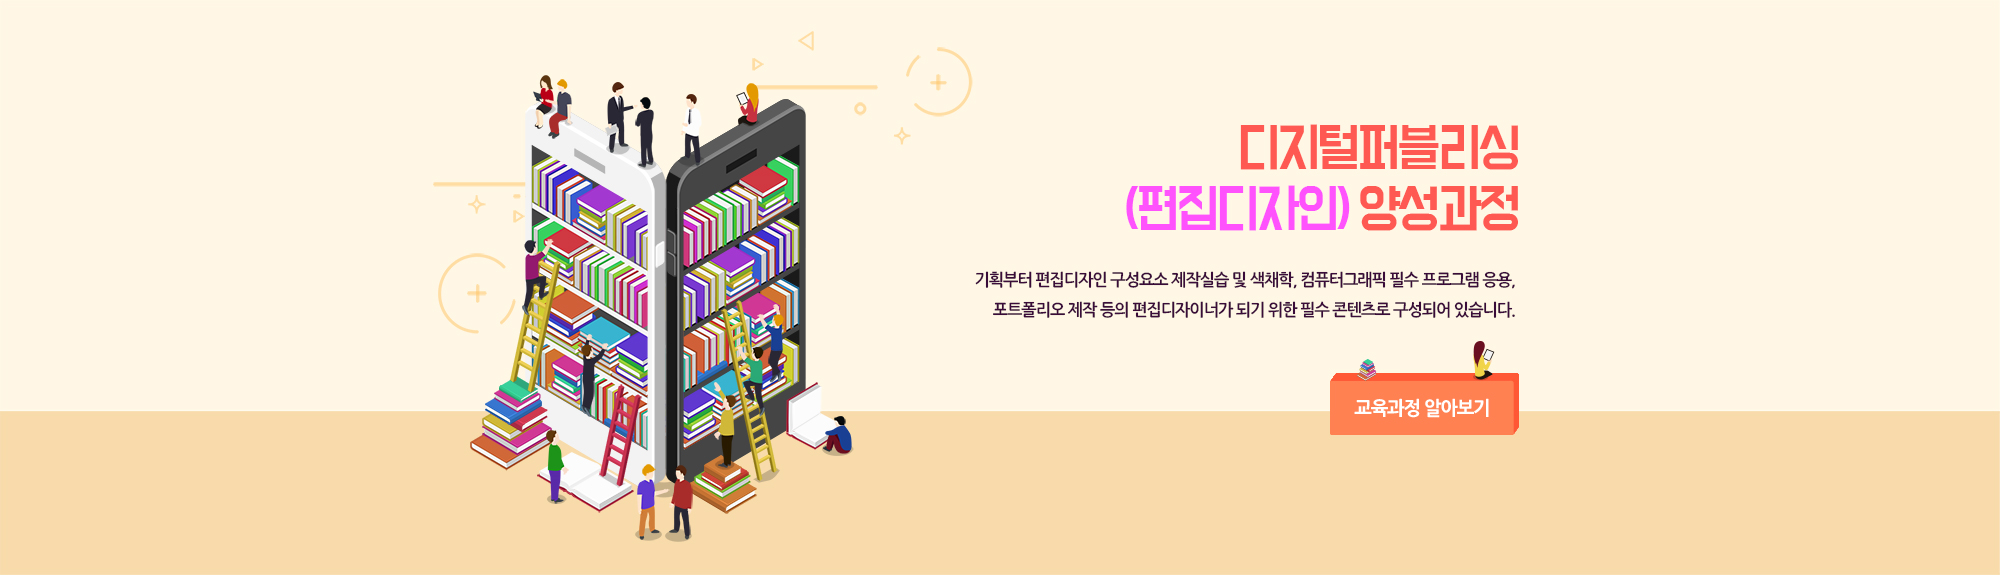 디지털퍼블리싱
(편집디자인) 양성과정
기획부터 편집디자인 구성요소 제작실습 및 색채학, 컴퓨터그래픽 필수 프로그램 응용,
포트폴리오 제작 등의 편집디자이너가 되기 위한 필수 콘텐츠로 구성되어 있습니다.
교육과정 알아보기